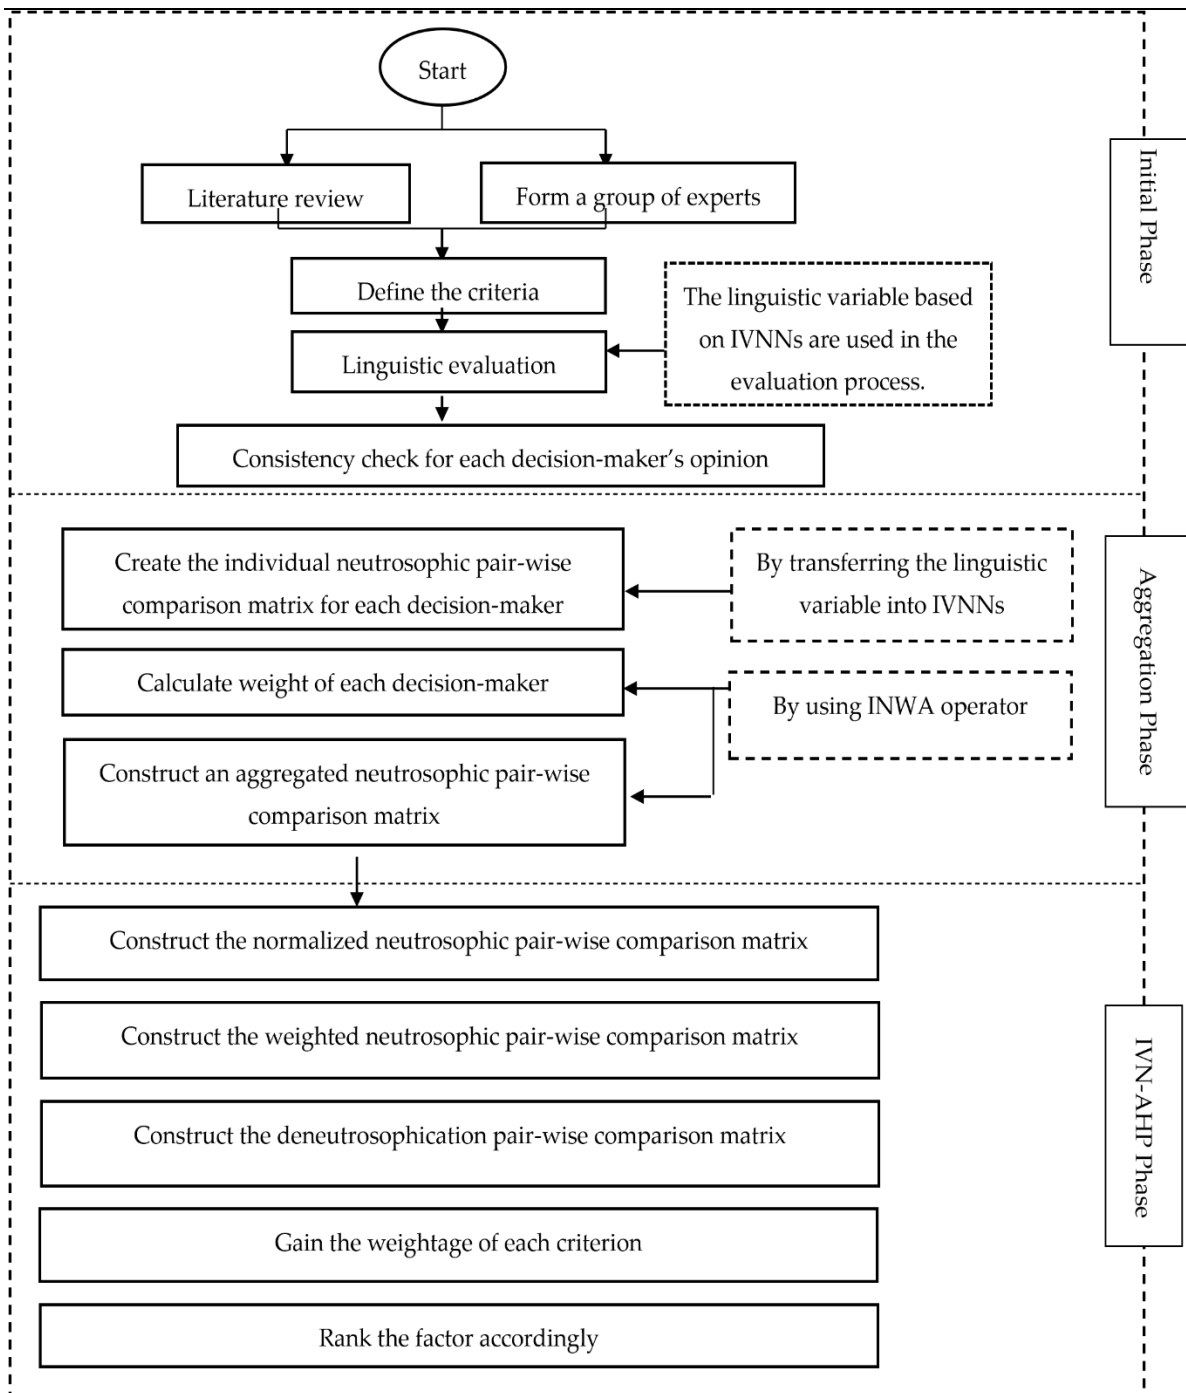 Start
Literature review
Form a group of experts
Define the criteria
The linguistic variable based
on IVNNs are used in the
evaluation process.
Linguistic evaluation
Consistency check for each decision-maker’s opinion
Initial Phase
Create the individual neutrosophic pair-wise
comparison matrix for each decision-maker
By transferring the linguistic
variable into IVNNs
Calculate weight of each decision-maker
By using INWA operator
Construct an aggregated neutrosophic pair-wise
comparison matrix
Aggregation Phase
Construct the normalized neutrosophic pair-wise comparison matrix
Construct the weighted neutrosophic pair-wise comparison matrix
Construct the deneutrosophication pair-wise comparison matrix
Gain the weightage of each criterion
Rank the factor accordingly
IVN-AHP Phase